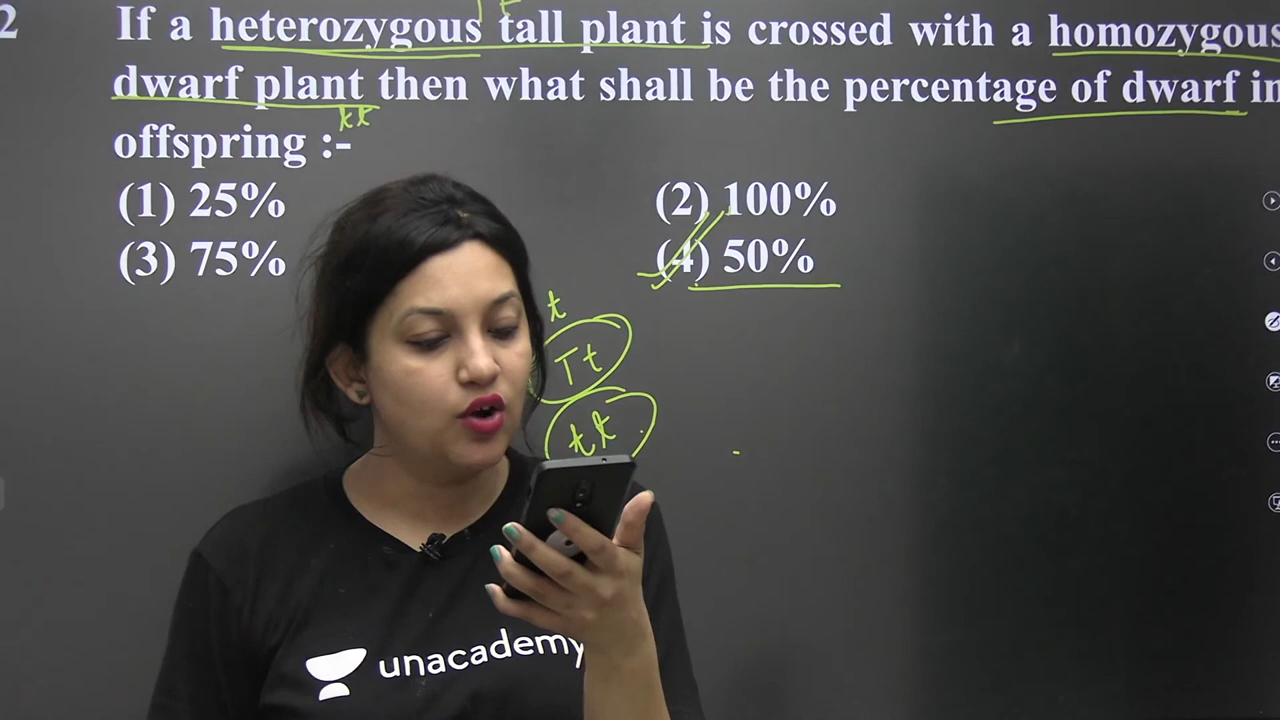 2 If a heterozygous tall plant is crossed with a homozygous
dwarf plant then what shall be the percentage of dwarf in
tt
offspring :-
(1) 25% (2) 100%
(3) 75% (4) 50%
t
Tt
tt
unacademy